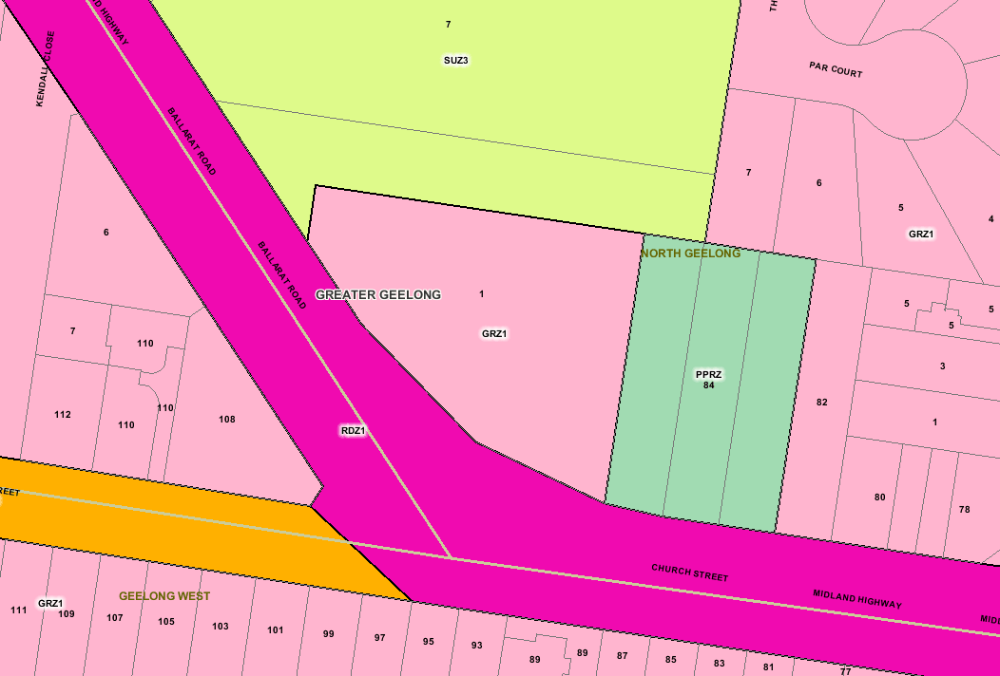 7
SUZ3
PAR COURT
KENDALL CLOSE
HIGHWAY
BALLARAT ROAD
7
6
5
4
GRZ1
6
BALLARAT ROAD
NORTH GEELONG
GREATER GEELONG
1
GRZ1
5
5
5
7
110
3
PPRZ
84
82
112
110
110
108
RDZ1
1
80
78
CHURCH STREET
MIDLAND HIGHWAY
GRZ1
GEELONG WEST
111
109
107
105
103
101
99
97
95
93
89
89
87
85
83
81
77